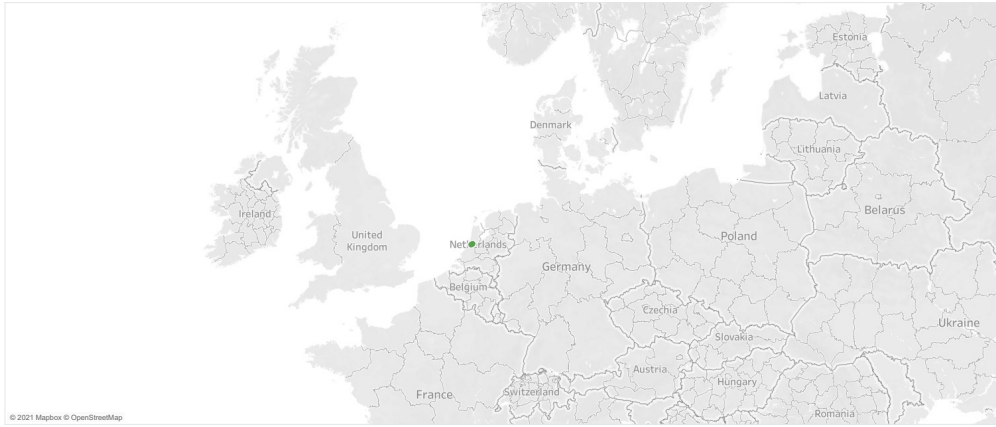 Estonia
Latvia
Denmark
Lithuania
Ireland
Belarus
United
Kingdom
Netherlands
Poland
Germany
Belgium
Czechia
Ukraine
Slovakia
Austria
Hungary
France
Switzerland
Romania
© 2021 Mapbox © OpenStreetMap